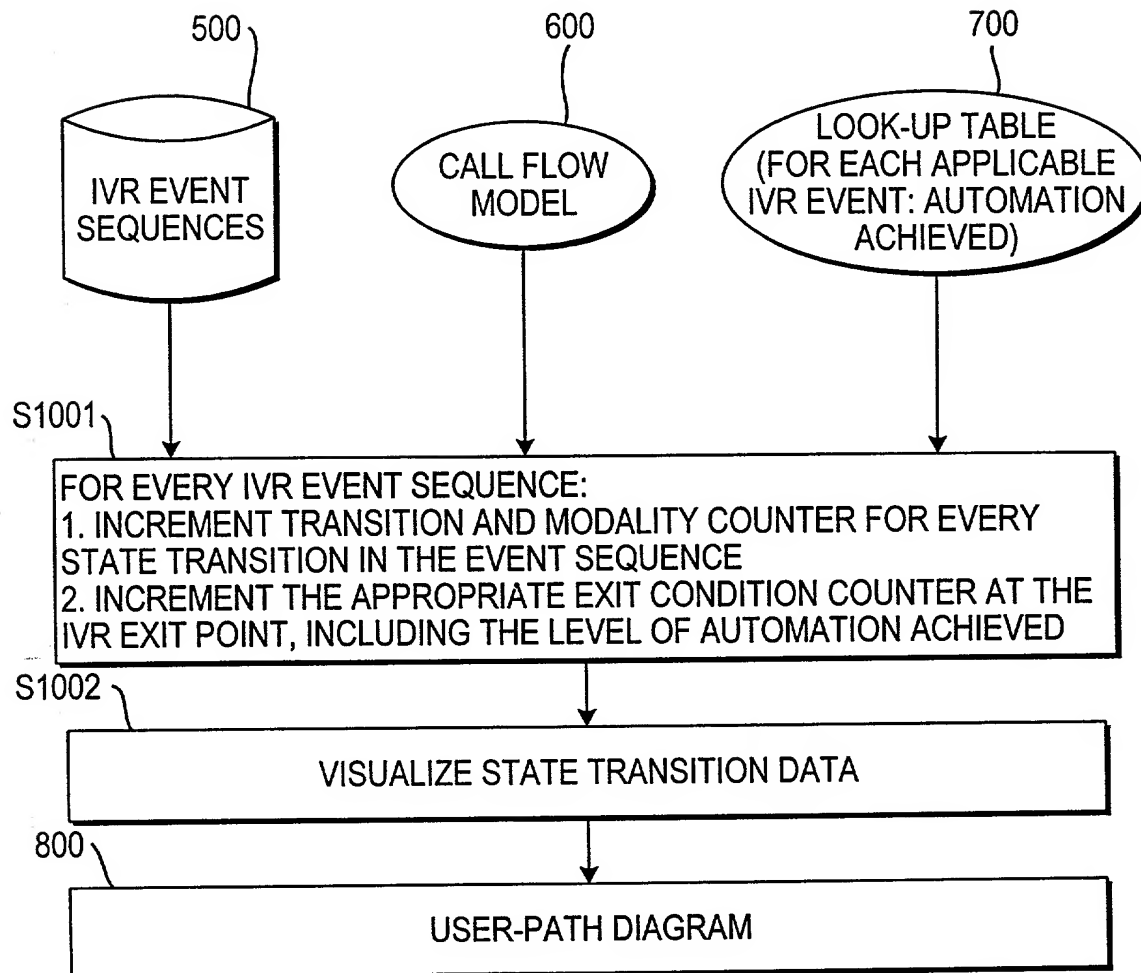 500
600
700
IVR EVENT
SEQUENCES
CALL FLOW
MODEL
LOOK-UP TABLE
(FOR EACH APPLICABLE
IVR EVENT: AUTOMATION
ACHIEVED)
S1001
FOR EVERY IVR EVENT SEQUENCE:
1. INCREMENT TRANSITION AND MODALITY COUNTER FOR EVERY
STATE TRANSITION IN THE EVENT SEQUENCE
2. INCREMENT THE APPROPRIATE EXIT CONDITION COUNTER AT THE
IVR EXIT POINT, INCLUDING THE LEVEL OF AUTOMATION ACHIEVED
S1002
VISUALIZE STATE TRANSITION DATA
800
USER-PATH DIAGRAM